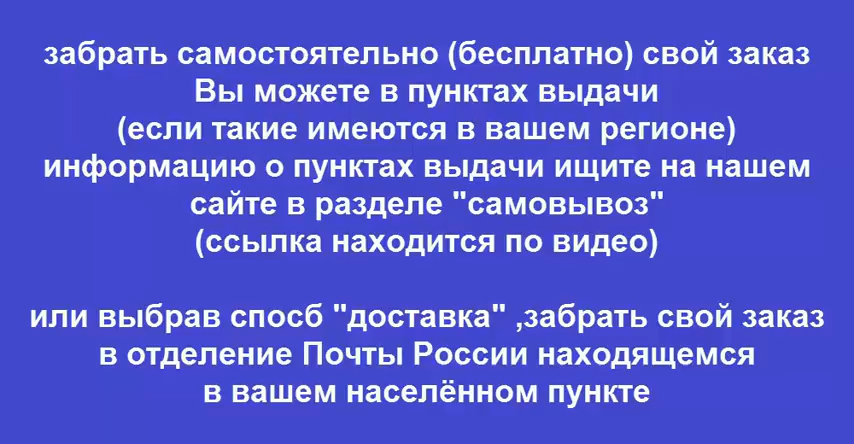 забрать самостоятельно (бесплатно) свой заказ
Вы можете в пунктах выдачи
(если такие имеются в вашем регионе)
информацию о пунктах выдачи ищите на нашем
сайте в разделе "самовывоз"
(ссылка находится по видео)
или выбрав спосб "доставка" ,забрать свой заказ
в отделение Почты России находящемся
в вашем населённом пункте